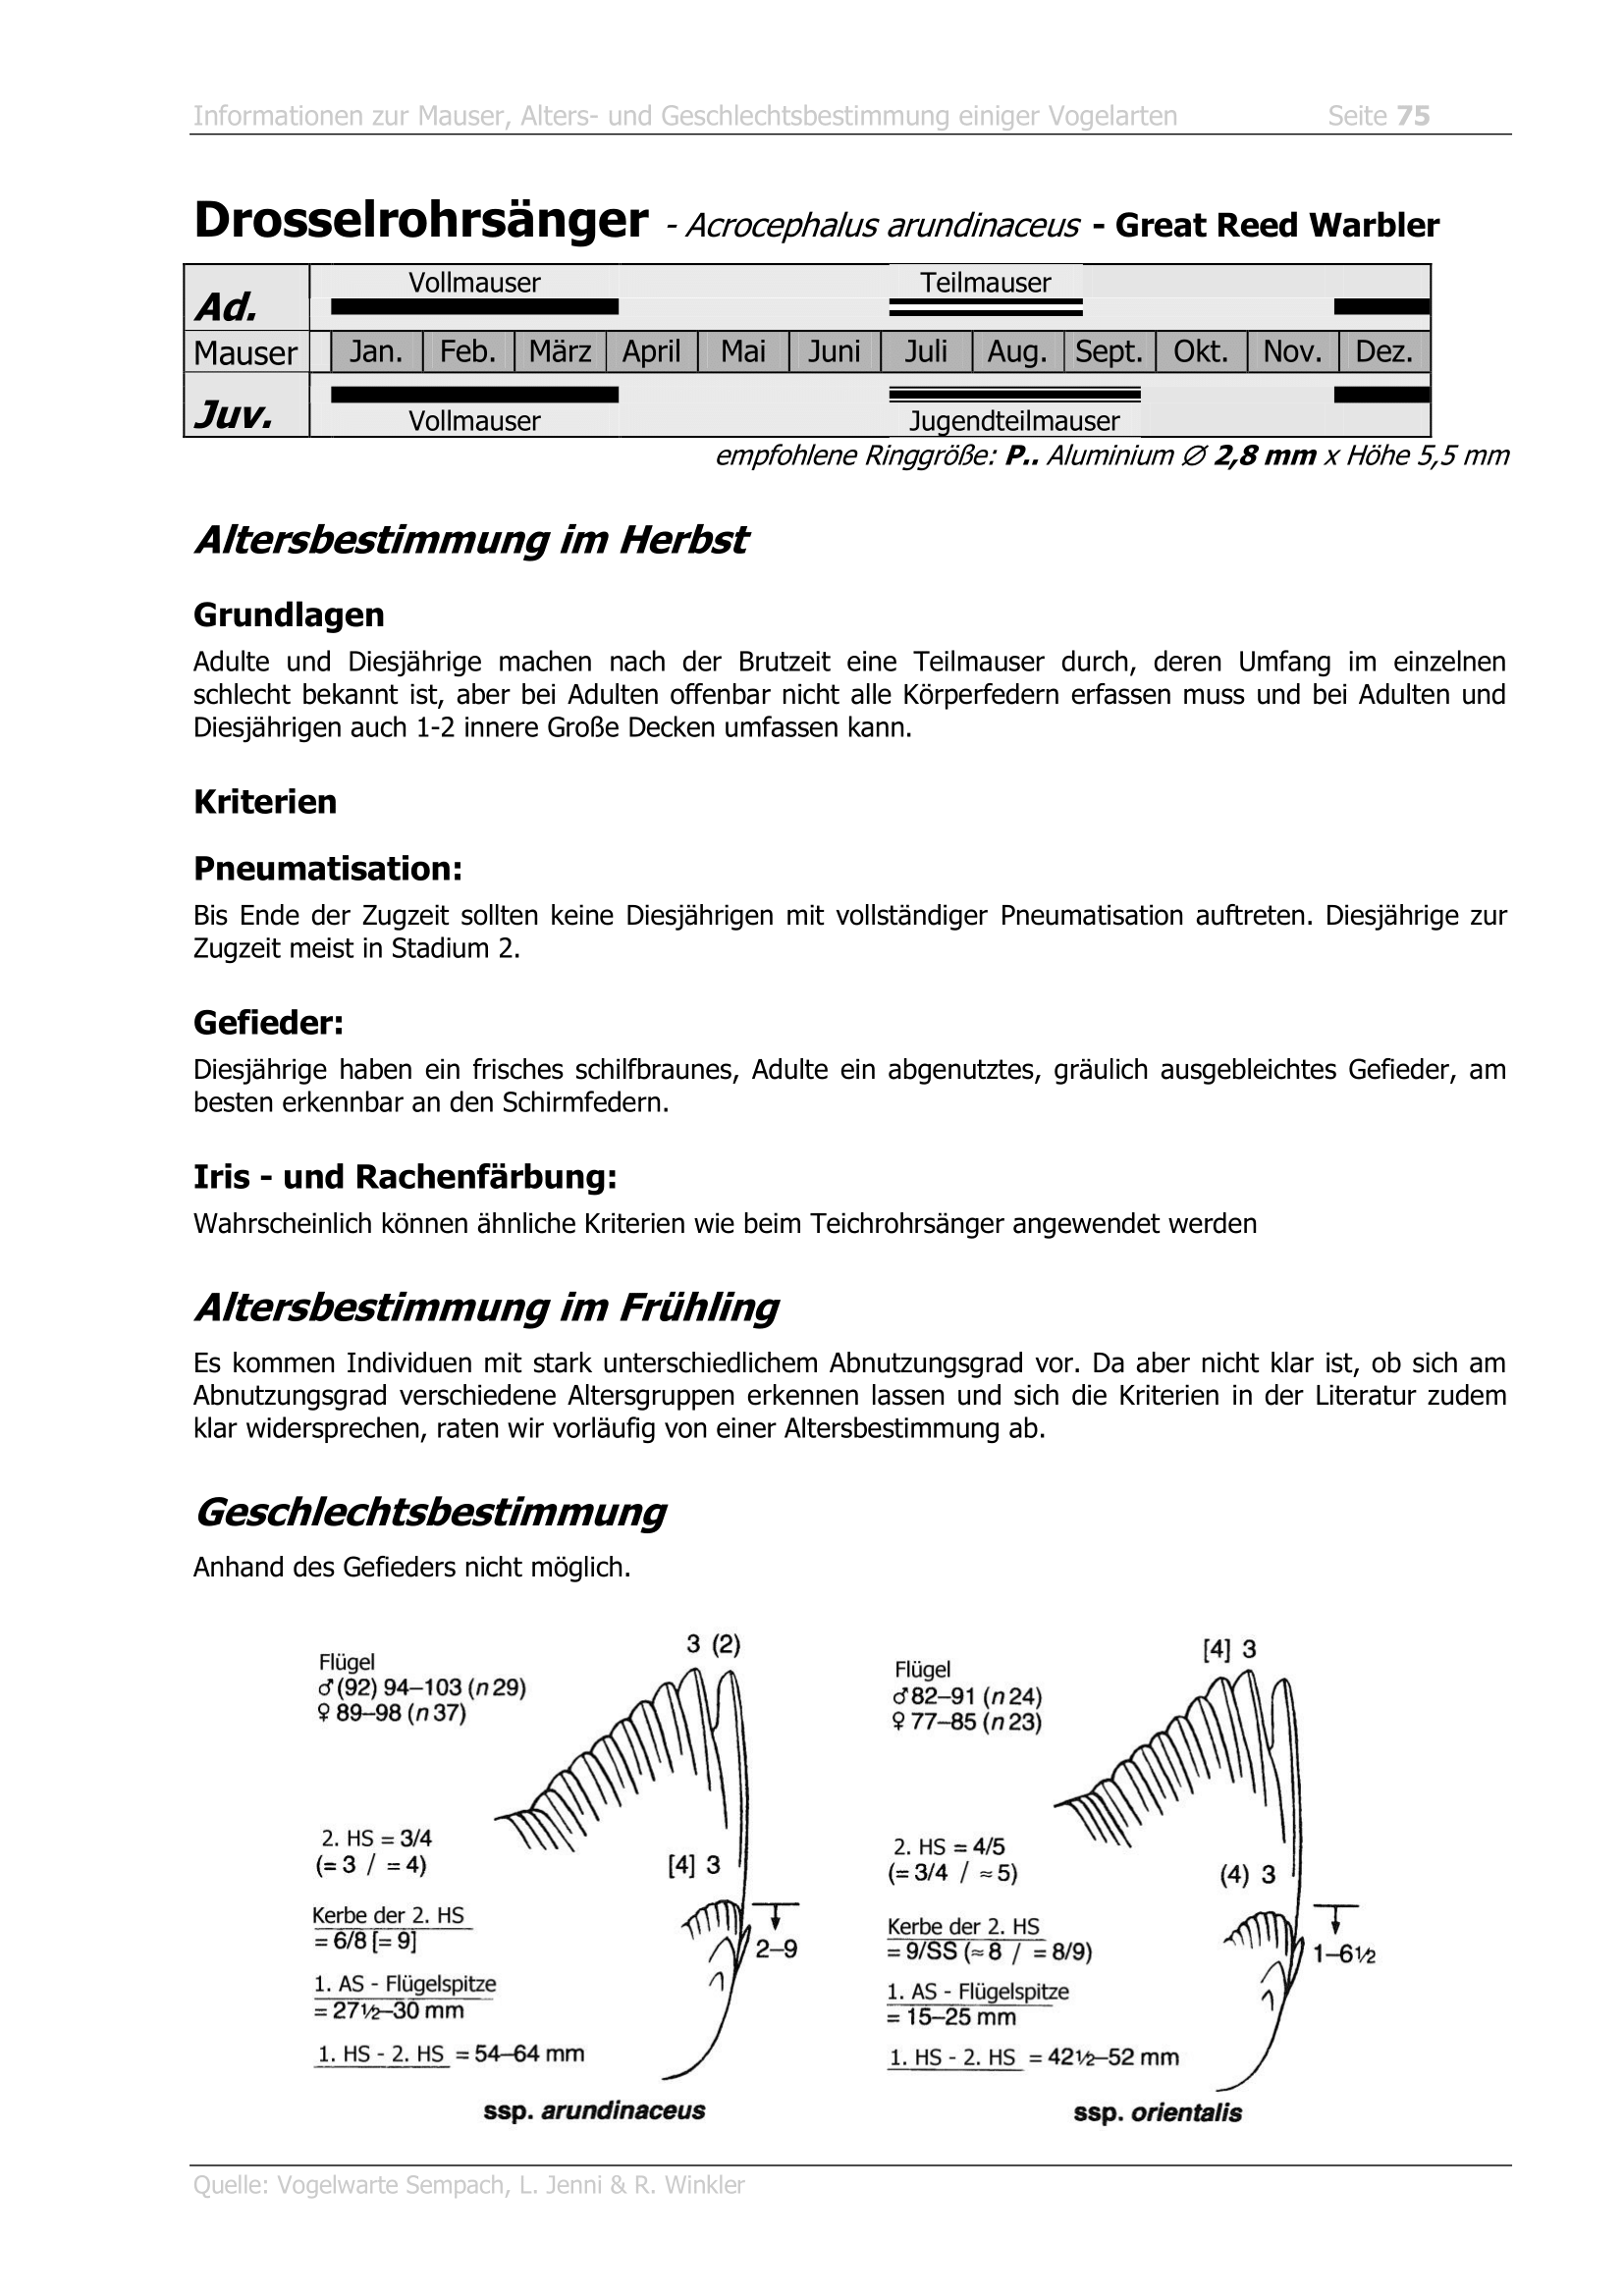 Informationen zur Mauser, Alters- und Geschlechtsbestimmung einiger Vogelarten Seite 75
Drosselrohrsänger - Acrocephalus arundinaceus - Great Reed Warbler
Vollmauser Teilmauser
Ad.
Mauser Jan. Feb. März April Mai Juni Juli Aug. Sept. Okt. Nov. Dez.
Juv.
Vollmauser Jugendteilmauser
empfohlene Ringgröße: P.. Aluminium ∅ 2,8 mm x Höhe 5,5 mm
Altersbestimmung im Herbst
Grundlagen
Adulte und Diesjährige machen nach der Brutzeit eine Teilmauser durch, deren Umfang im einzelnen
schlecht bekannt ist, aber bei Adulten offenbar nicht alle Körperfedern erfassen muss und bei Adulten und
Diesjährigen auch 1-2 innere Große Decken umfassen kann.
Kriterien
Pneumatisation:
Bis Ende der Zugzeit sollten keine Diesjährigen mit vollständiger Pneumatisation auftreten. Diesjährige zur
Zugzeit meist in Stadium 2.
Gefieder:
Diesjährige haben ein frisches schilfbraunes, Adulte ein abgenutztes, gräulich ausgebleichtes Gefieder, am
besten erkennbar an den Schirmfedern.
Iris - und Rachenfärbung:
Wahrscheinlich können ähnliche Kriterien wie beim Teichrohrsänger angewendet werden
Altersbestimmung im Frühling
Es kommen Individuen mit stark unterschiedlichem Abnutzungsgrad vor. Da aber nicht klar ist, ob sich am
Abnutzungsgrad verschiedene Altersgruppen erkennen lassen und sich die Kriterien in der Literatur zudem
klar widersprechen, raten wir vorläufig von einer Altersbestimmung ab.
Geschlechtsbestimmung
Anhand des Gefieders nicht möglich.
3 (2)
Flügel
♂ (92) 94–103 (n 29)
♀ 89–98 (n 37)
2. HS = 3/4
(= 3 / = 4)
[4] 3
Kerbe der 2. HS
= 6/8 [= 9]
2–9
1. AS - Flügelspitze
= 27½–30 mm
1. HS - 2. HS = 54–64 mm
ssp. arundinaceus
[4] 3
Flügel
♂ 82–91 (n 24)
♀ 77–85 (n 23)
2. HS = 4/5
(= 3/4 / ≈ 5)
(4) 3
Kerbe der 2. HS
= 9/SS (≈ 8 / = 8/9)
1–6½
1. AS - Flügelspitze
= 15–25 mm
1. HS - 2. HS = 42½–52 mm
ssp. orientalis
Quelle: Vogelwarte Sempach, L. Jenni & R. Winkler